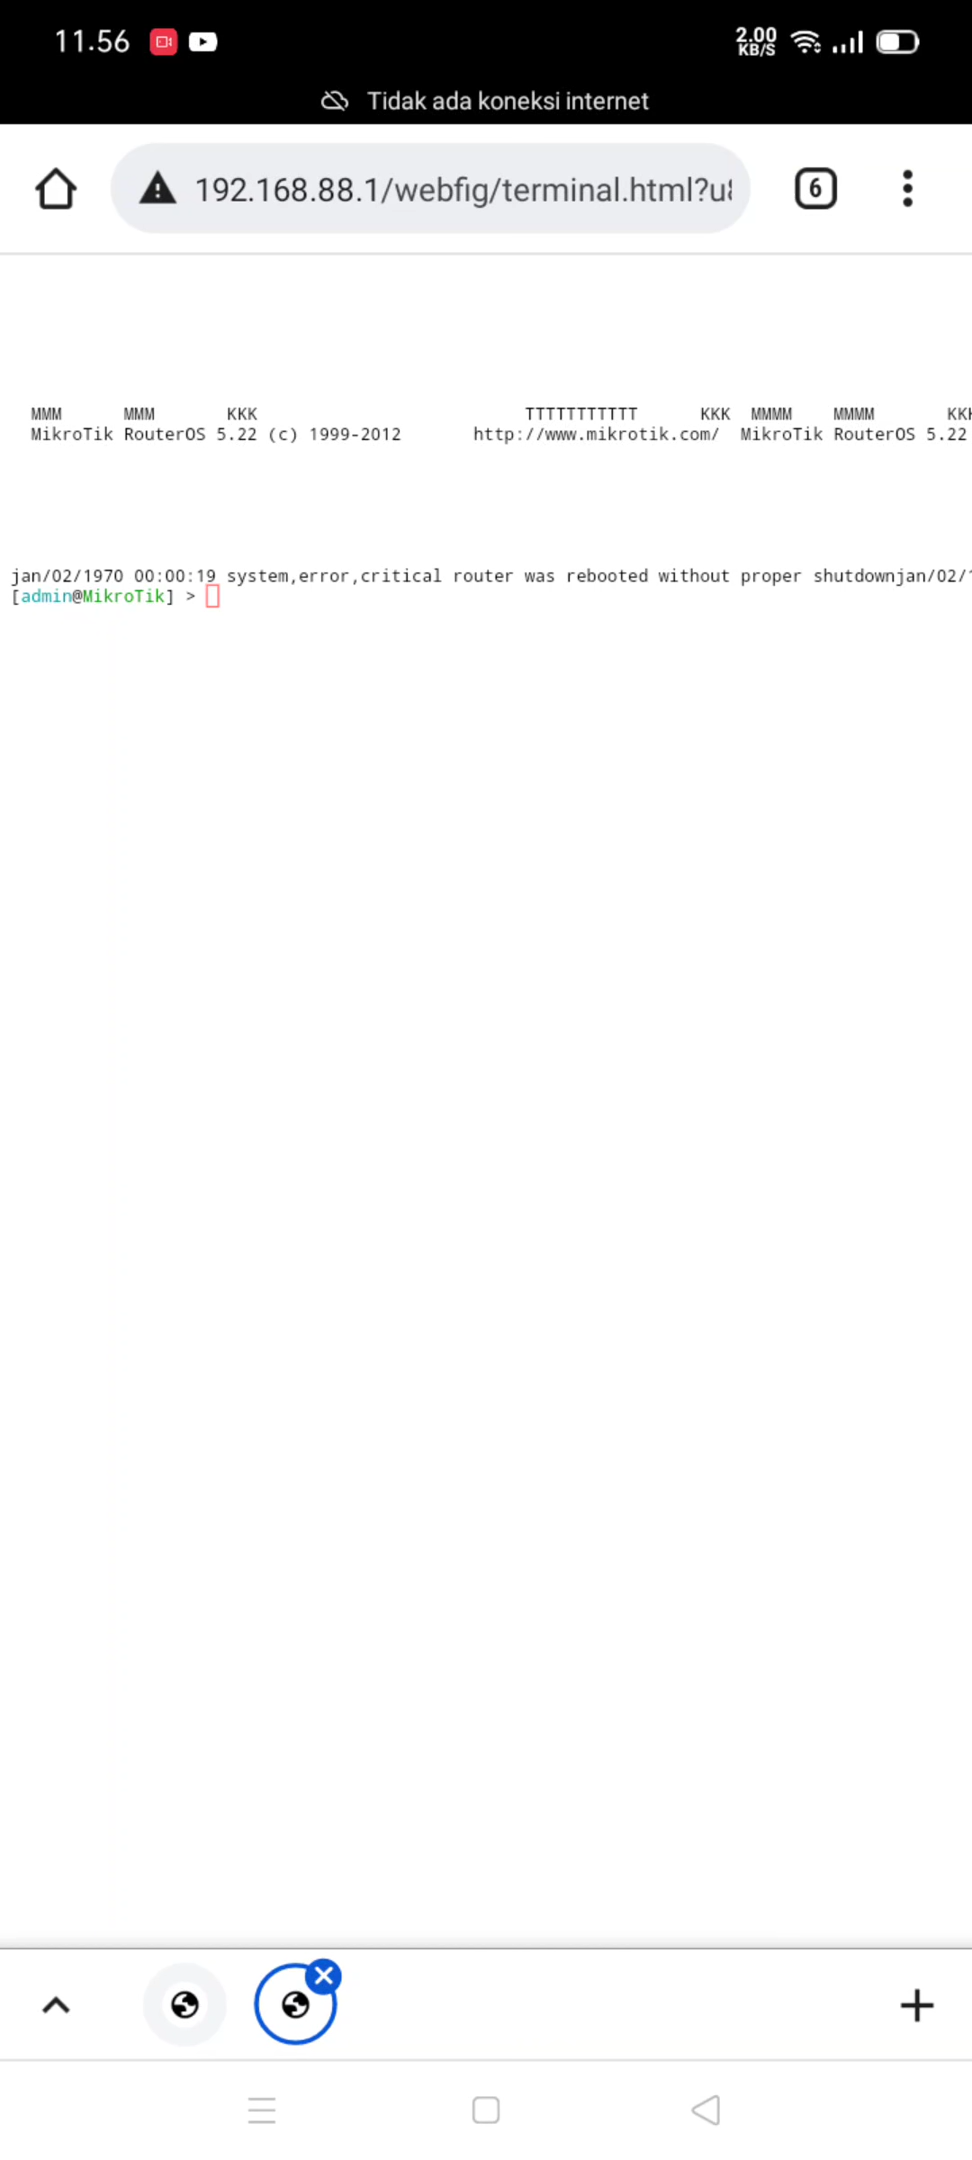 11.56
2.00 KB/S
Tidak ada koneksi internet
192.168.88.1/webfig/terminal.html?u
6
MMM MMM KKK TTTTTTTTTTT KKK MMMM MMMM KKK
MikroTik RouterOS 5.22 (c) 1999-2012 http://www.mikrotik.com/ MikroTik RouterOS 5.22
jan/02/1970 00:00:19 system,error,critical router was rebooted without proper shutdownjan/02/
[admin@MikroTik] >